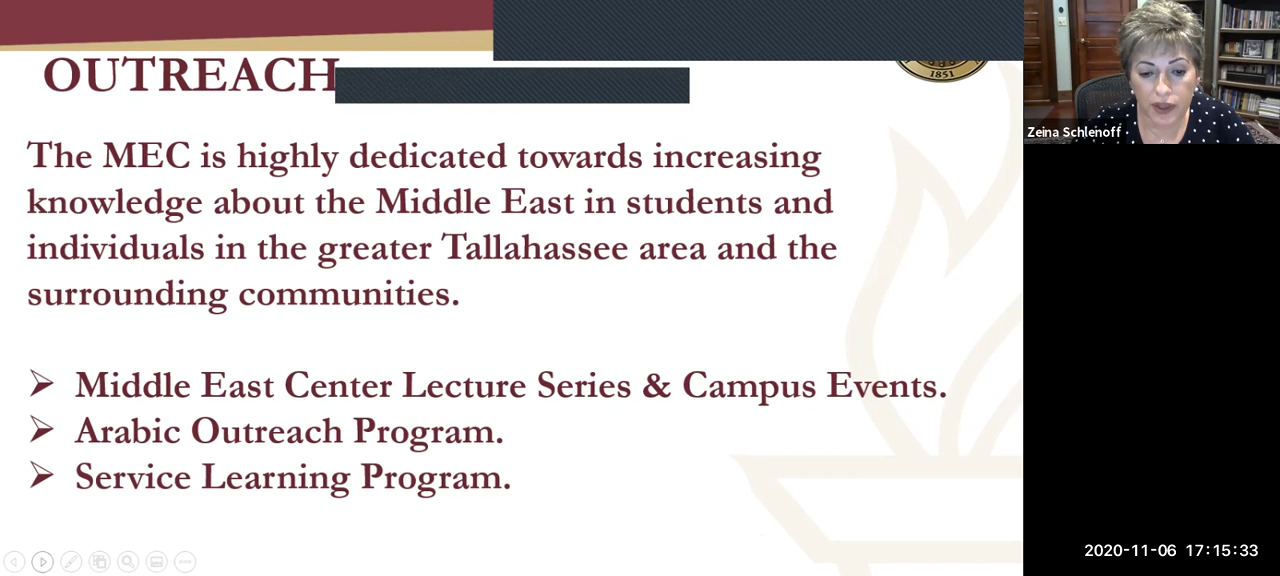 OUTREACH
1851
Zeina Schlenoff
The MEC is highly dedicated towards increasing
knowledge about the Middle East in students and
individuals in the greater Tallahassee area and the
surrounding communities.
➢ Middle East Center Lecture Series & Campus Events.
➢ Arabic Outreach Program.
➢ Service Learning Program.
2020-11-06 17:15:33